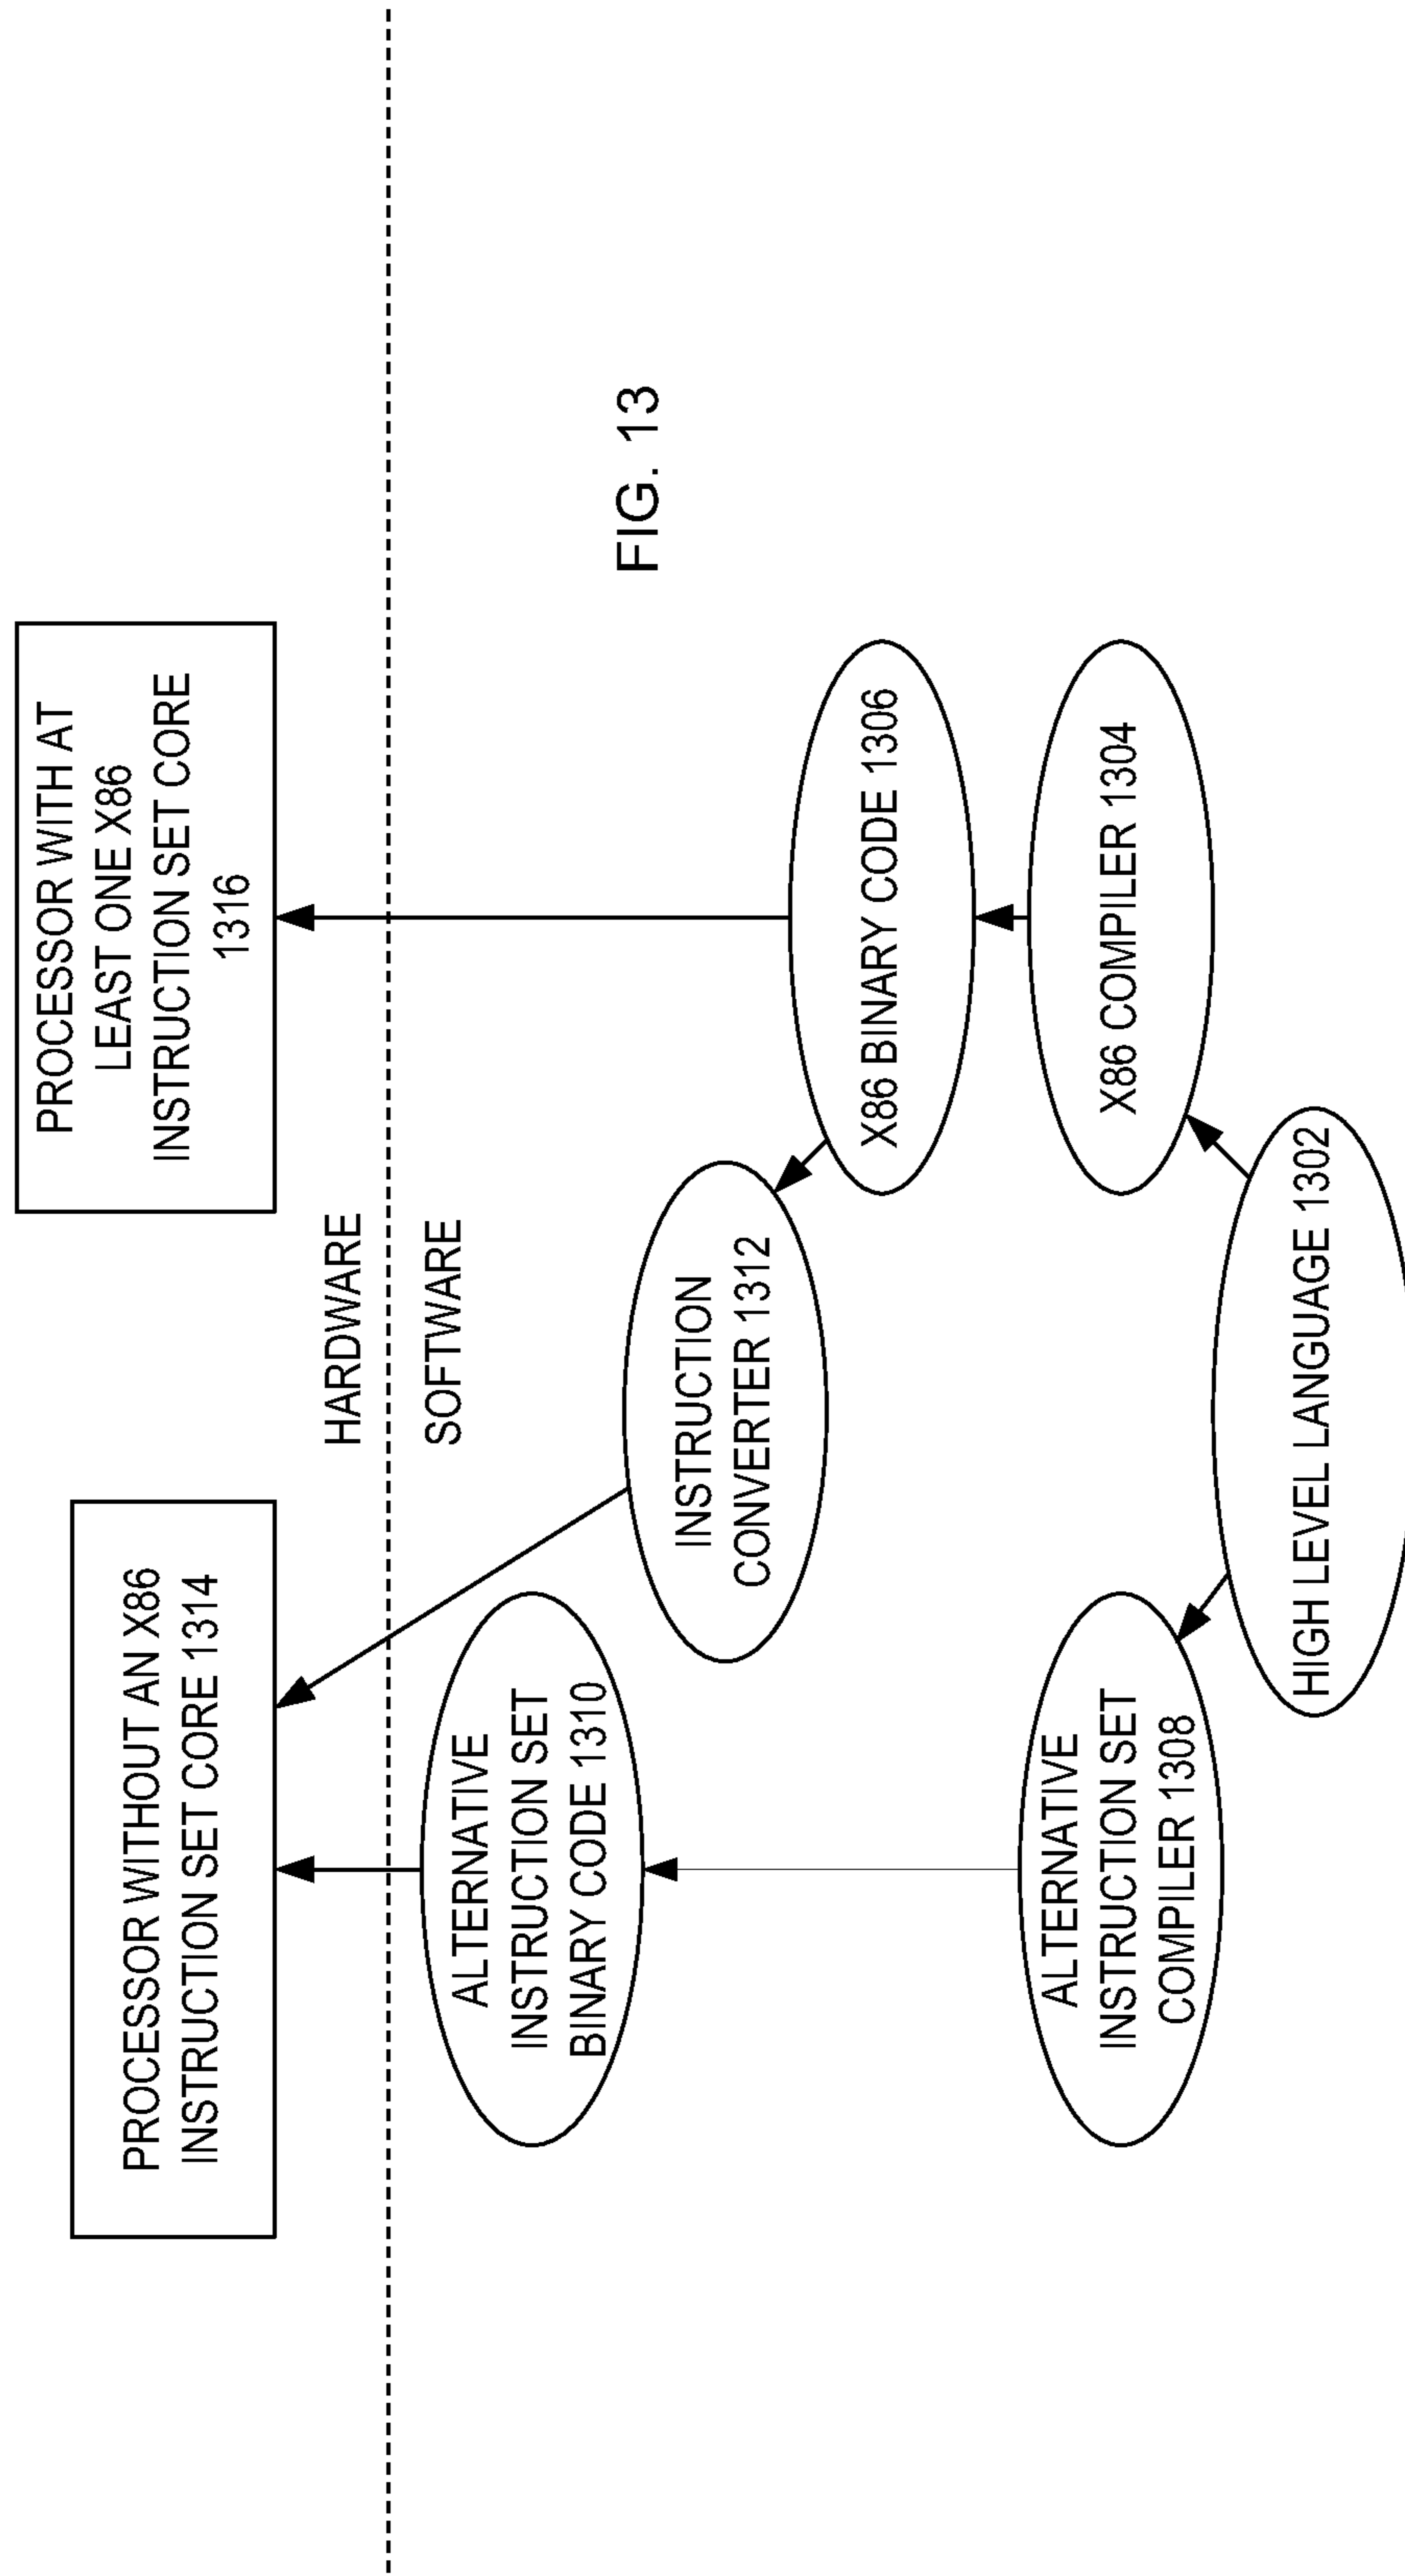 PROCESSOR WITHOUT AN X86
INSTRUCTION SET CORE 1314
PROCESSOR WITH AT
LEAST ONE X86
INSTRUCTION SET CORE
1316
HARDWARE
SOFTWARE
ALTERNATIVE
INSTRUCTION SET
BINARY CODE 1310
INSTRUCTION
CONVERTER 1312
FIG. 13
X86 BINARY CODE 1306
ALTERNATIVE
INSTRUCTION SET
COMPILER 1308
X86 COMPILER 1304
HIGH LEVEL LANGUAGE 1302